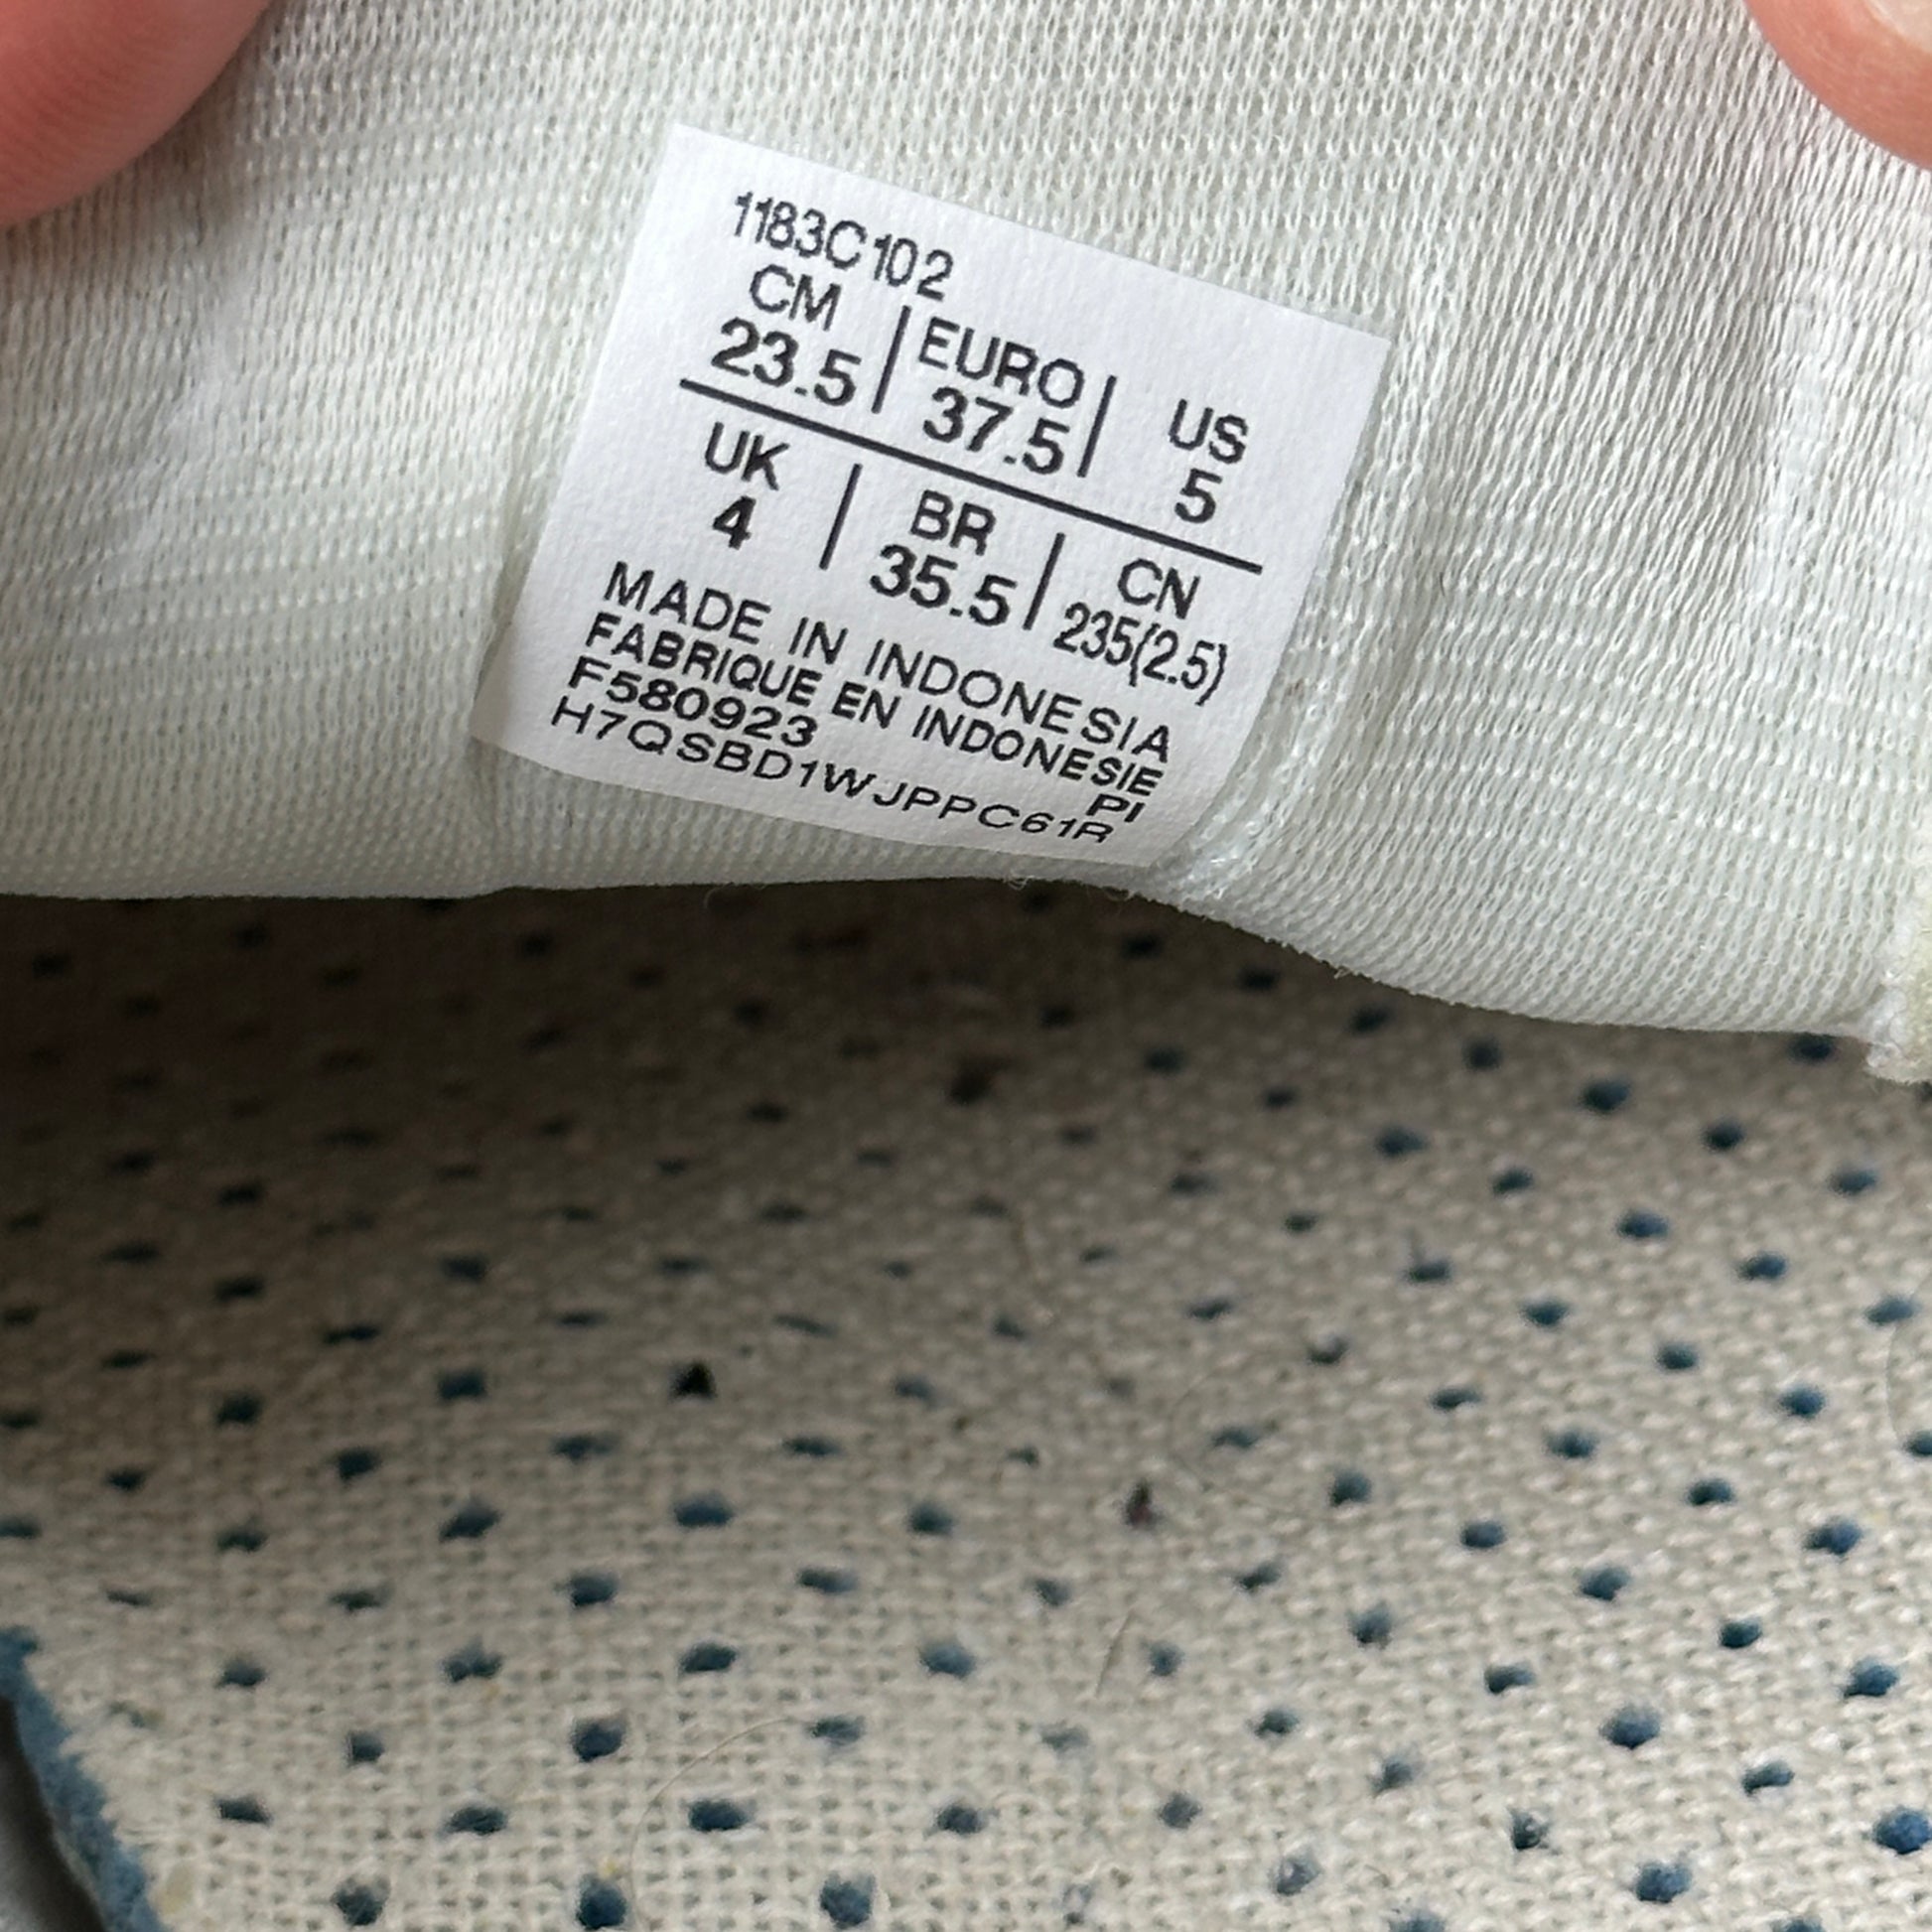 1183C102
CM | EURO | US
23.5 | 37.5 | 5
UK | BR | CN
4 | 35.5 | 235(2.5)
MADE IN INDONESIA
FABRIQUE EN INDONESIE
F580923 PI
H7QSBD1WJPPC61R